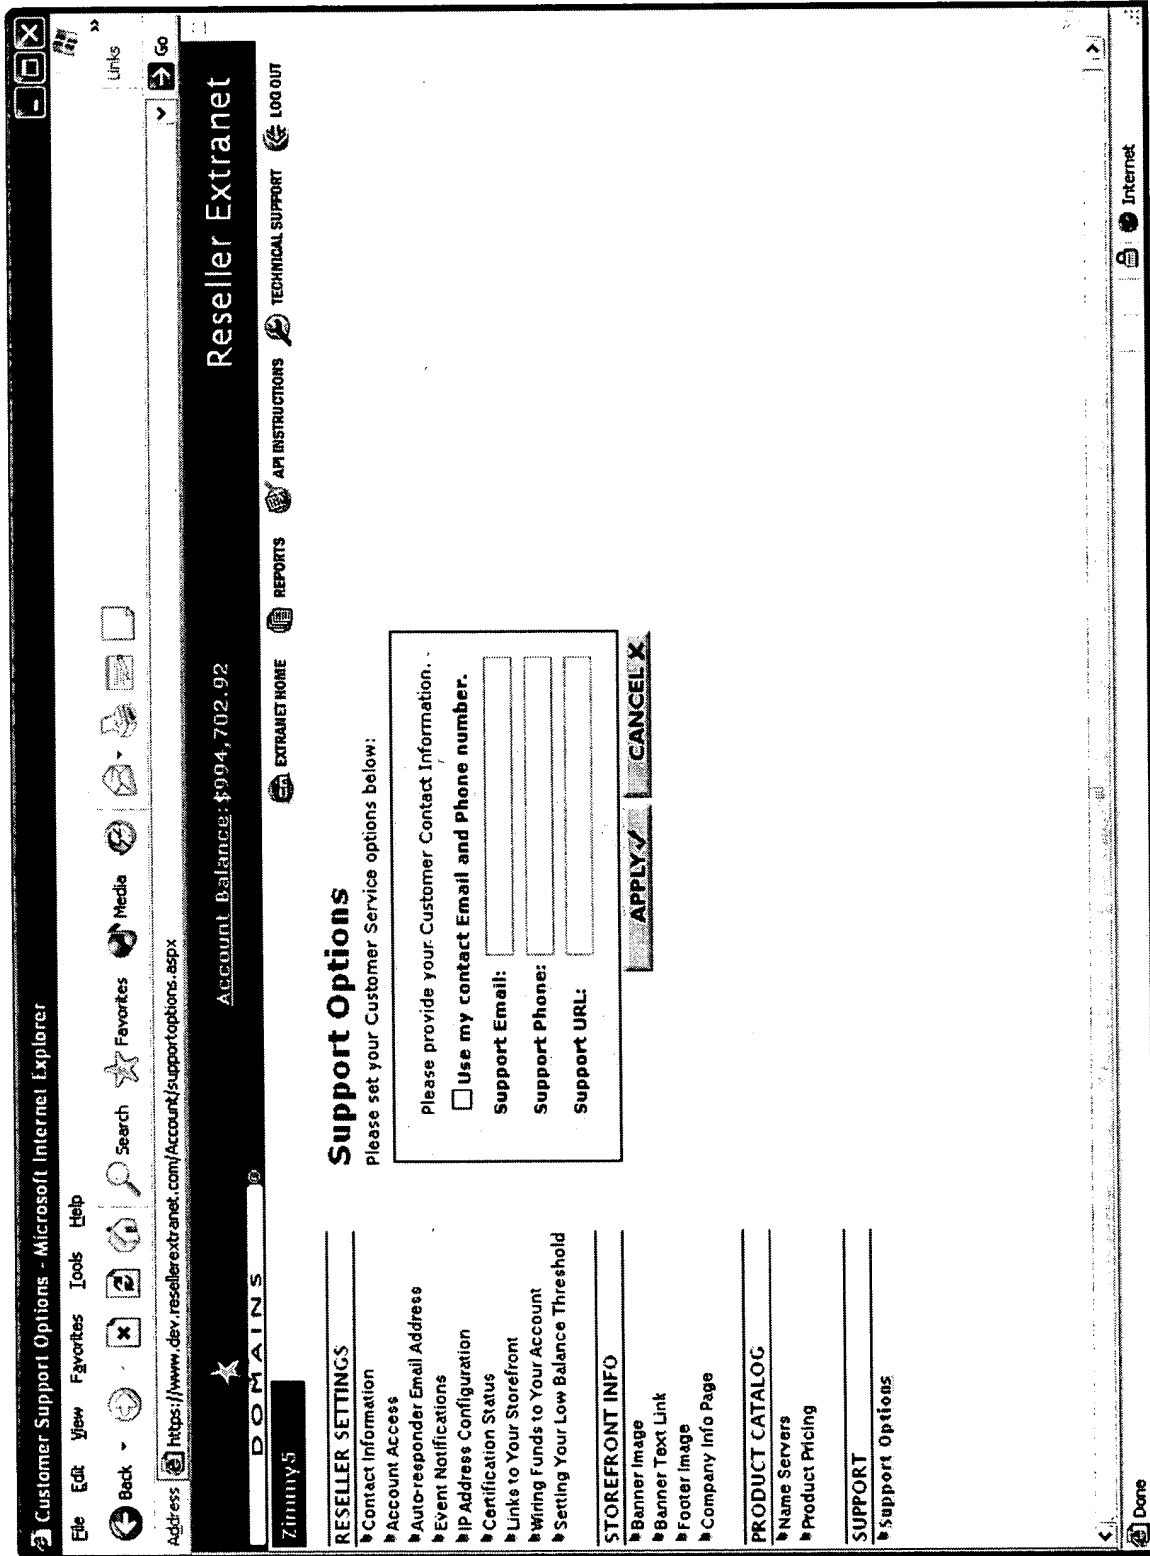 Customer Support Options - Microsoft Internet Explorer
File Edit View Favorites Tools Help
Back Search Favorites Media
Links
Address https://www.dev.resellerextranet.com/Account/supportoptions.aspx Go
DOMAINS
Account Balance: $994,702.92
Reseller Extranet
Zimmy5
EXTRANET HOME REPORTS API INSTRUCTIONS TECHNICAL SUPPORT LOG OUT
RESELLER SETTINGS
Contact Information
Account Access
Auto-responder Email Address
Event Notifications
IP Address Configuration
Certification Status
Links to Your Storefront
Wiring Funds to Your Account
Setting Your Low Balance Threshold
STOREFRONT INFO
Banner Image
Banner Text Link
Footer Image
Company Info Page
PRODUCT CATALOG
Name Servers
Product Pricing
SUPPORT
Support Options
Support Options
Please set your Customer Service options below:
Please provide your Customer Contact Information.
Use my contact Email and Phone number.
Support Email:
Support Phone:
Support URL:
APPLY CANCEL X
Done Internet